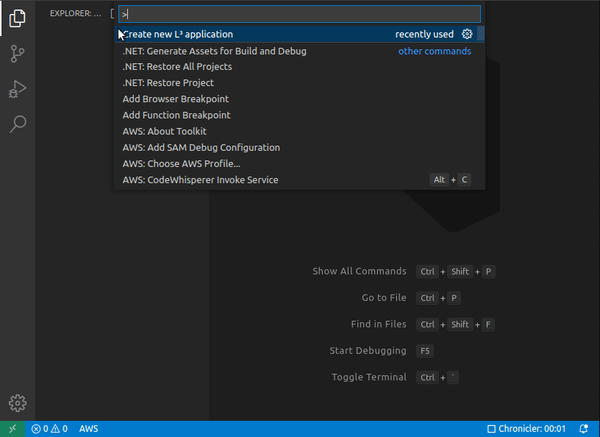 EXPLORER: ...
>
Create new L³ application recently used
.NET: Generate Assets for Build and Debug other commands
.NET: Restore All Projects
.NET: Restore Project
Add Browser Breakpoint
Add Function Breakpoint
AWS: About Toolkit
AWS: Add SAM Debug Configuration
AWS: Choose AWS Profile...
AWS: CodeWhisperer Invoke Service Alt + C
Show All Commands Ctrl + Shift + P
Go to File Ctrl + P
Find in Files Ctrl + Shift + F
Start Debugging F5
Toggle Terminal Ctrl + `
0 0 AWS Chronicler: 00:01